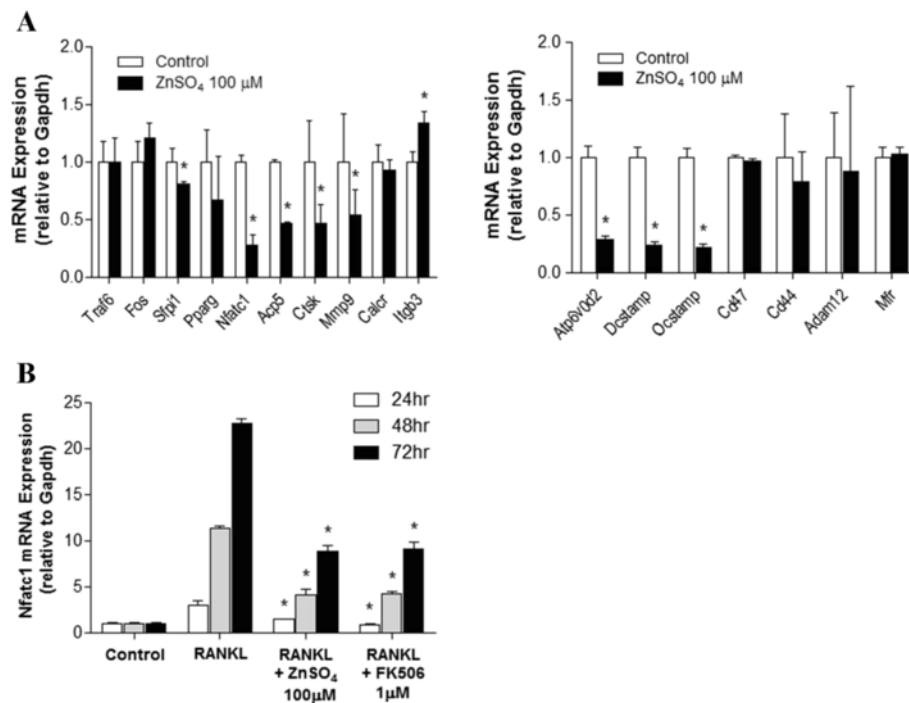 A
mRNA Expression
(relative to Gapdh)
2.0
1.5
1.0
0.5
0.0
Control
ZnSO₄ 100 μM
*
*
*
*
*
*
Traf6
Fos
Sfpi1
Pparg
Nfatc1
Acp5
Ctsk
Mmp9
Calcr
Itgb3
mRNA Expression
(relative to Gapdh)
2.0
1.5
1.0
0.5
0.0
Control
ZnSO₄ 100 μM
*
*
*
Atp6v0d2
Dcstamp
Ocstamp
Cd47
Cd44
Adam12
Mfr
B
Nfatc1 mRNA Expression
(relative to Gapdh)
25
20
15
10
5
0
24hr
48hr
72hr
*
*
*
*
*
*
Control
RANKL
RANKL
+ ZnSO₄
100μM
RANKL
+ FK506
1μM